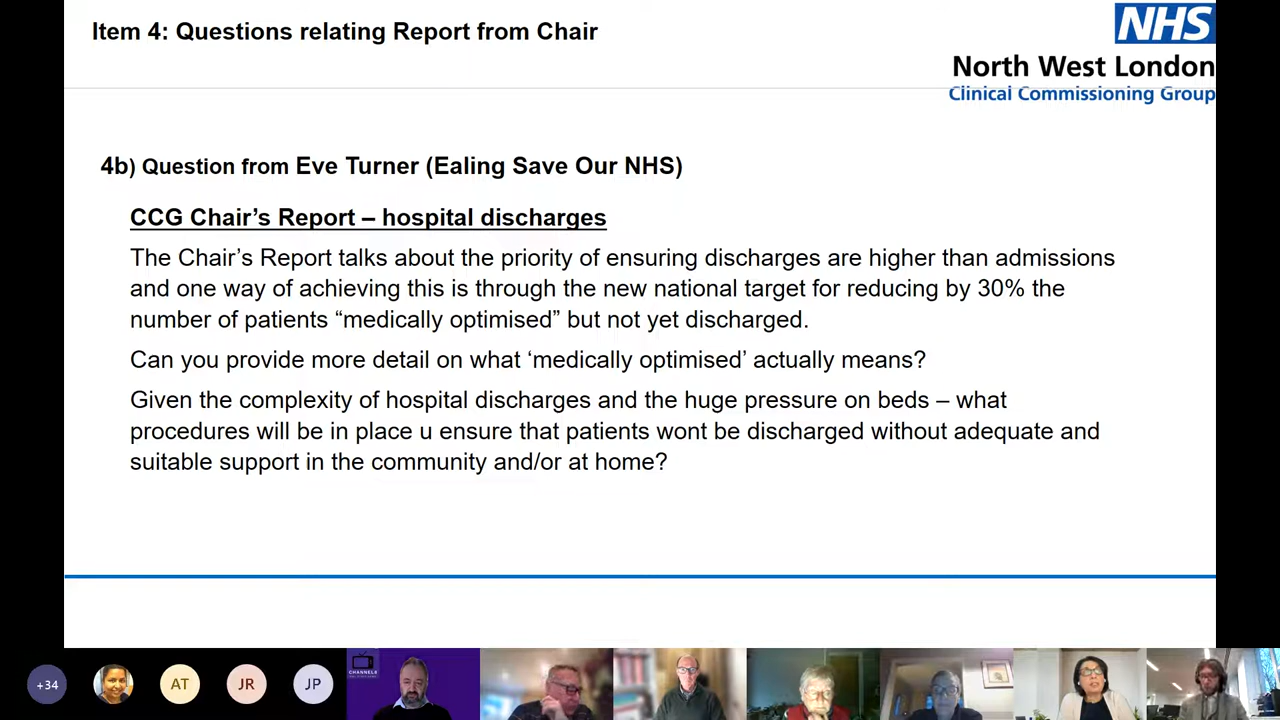 Item 4: Questions relating Report from Chair
NHS
North West London
Clinical Commissioning Group
4b) Question from Eve Turner (Ealing Save Our NHS)
CCG Chair’s Report – hospital discharges
The Chair’s Report talks about the priority of ensuring discharges are higher than admissions
and one way of achieving this is through the new national target for reducing by 30% the
number of patients “medically optimised” but not yet discharged.
Can you provide more detail on what ‘medically optimised’ actually means?
Given the complexity of hospital discharges and the huge pressure on beds – what
procedures will be in place u ensure that patients wont be discharged without adequate and
suitable support in the community and/or at home?
+34
AT
JR
JP
CHANNEL